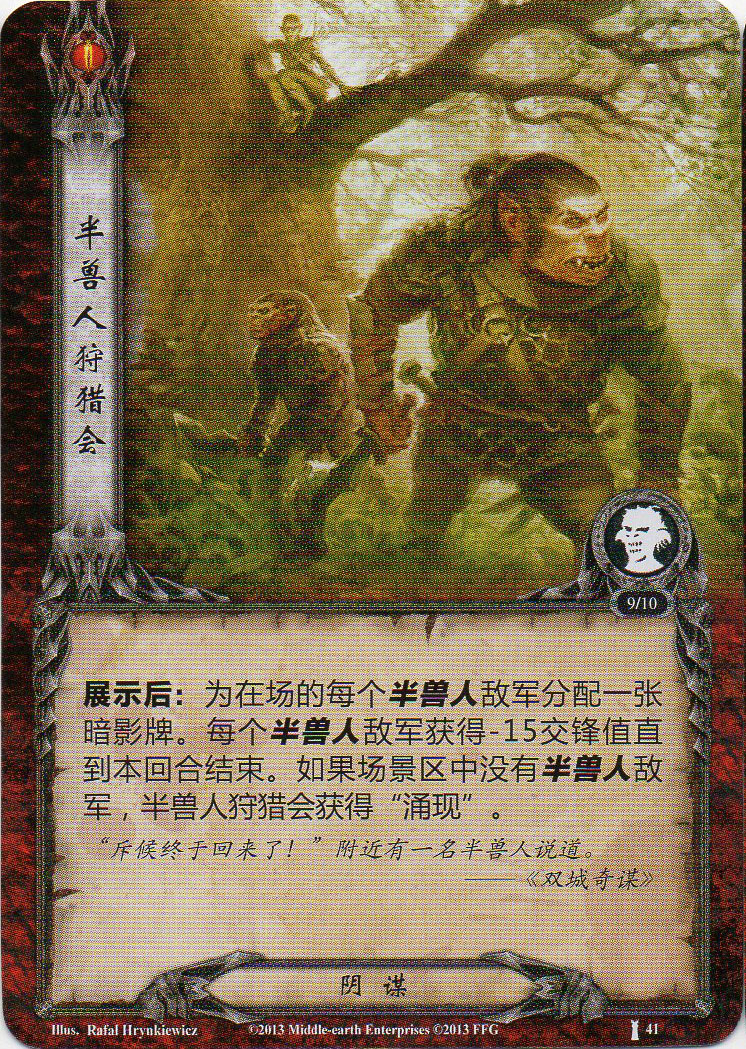 半兽人狩猎会
9/10
展示后：为在场的每个半兽人敌军分配一张
暗影牌。每个半兽人敌军获得-15交锋值直
到本回合结束。如果场景区中没有半兽人敌
军，半兽人狩猎会获得“涌现”。
“斥候终于回来了！”附近有一名半兽人说道。
——《双城奇谋》
阴 谋
Illus. Rafal Hrynkiewicz ©2013 Middle-earth Enterprises ©2013 FFG 41